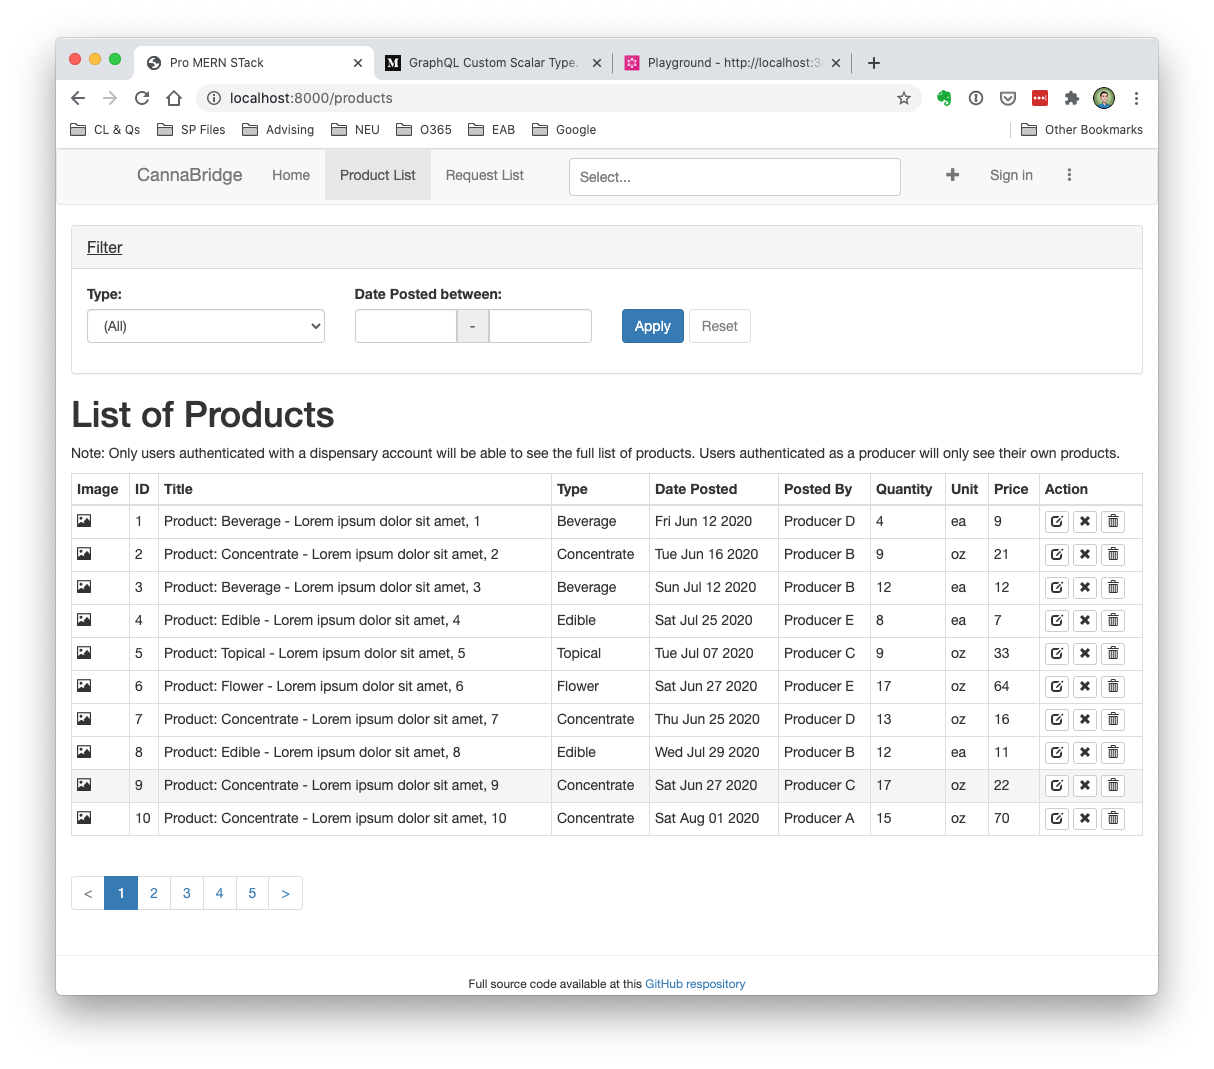 Pro MERN STack
GraphQL Custom Scalar Type.
Playground - http://localhost:3
localhost:8000/products
CL & Qs SP Files Advising NEU O365 EAB Google Other Bookmarks
CannaBridge Home Product List Request List Select... Sign in
Filter
Type: Date Posted between:
(All) - Apply Reset
List of Products
Note: Only users authenticated with a dispensary account will be able to see the full list of products. Users authenticated as a producer will only see their own products.
Image ID Title Type Date Posted Posted By Quantity Unit Price Action
1 Product: Beverage - Lorem ipsum dolor sit amet, 1 Beverage Fri Jun 12 2020 Producer D 4 ea 9
2 Product: Concentrate - Lorem ipsum dolor sit amet, 2 Concentrate Tue Jun 16 2020 Producer B 9 oz 21
3 Product: Beverage - Lorem ipsum dolor sit amet, 3 Beverage Sun Jul 12 2020 Producer B 12 ea 12
4 Product: Edible - Lorem ipsum dolor sit amet, 4 Edible Sat Jul 25 2020 Producer E 8 ea 7
5 Product: Topical - Lorem ipsum dolor sit amet, 5 Topical Tue Jul 07 2020 Producer C 9 oz 33
6 Product: Flower - Lorem ipsum dolor sit amet, 6 Flower Sat Jun 27 2020 Producer E 17 oz 64
7 Product: Concentrate - Lorem ipsum dolor sit amet, 7 Concentrate Thu Jun 25 2020 Producer D 13 oz 16
8 Product: Edible - Lorem ipsum dolor sit amet, 8 Edible Wed Jul 29 2020 Producer B 12 ea 11
9 Product: Concentrate - Lorem ipsum dolor sit amet, 9 Concentrate Sat Jun 27 2020 Producer C 17 oz 22
10 Product: Concentrate - Lorem ipsum dolor sit amet, 10 Concentrate Sat Aug 01 2020 Producer A 15 oz 70
< 1 2 3 4 5 >
Full source code available at this GitHub respository